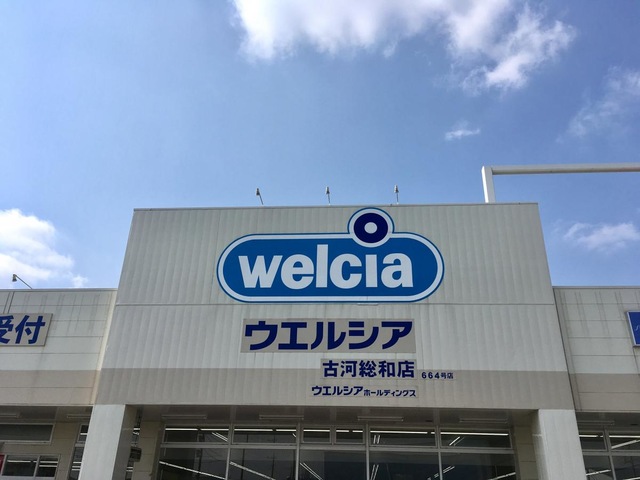 welcia
ウエルシア
古河総和店 664号店
ウエルシアホールディングス
受付